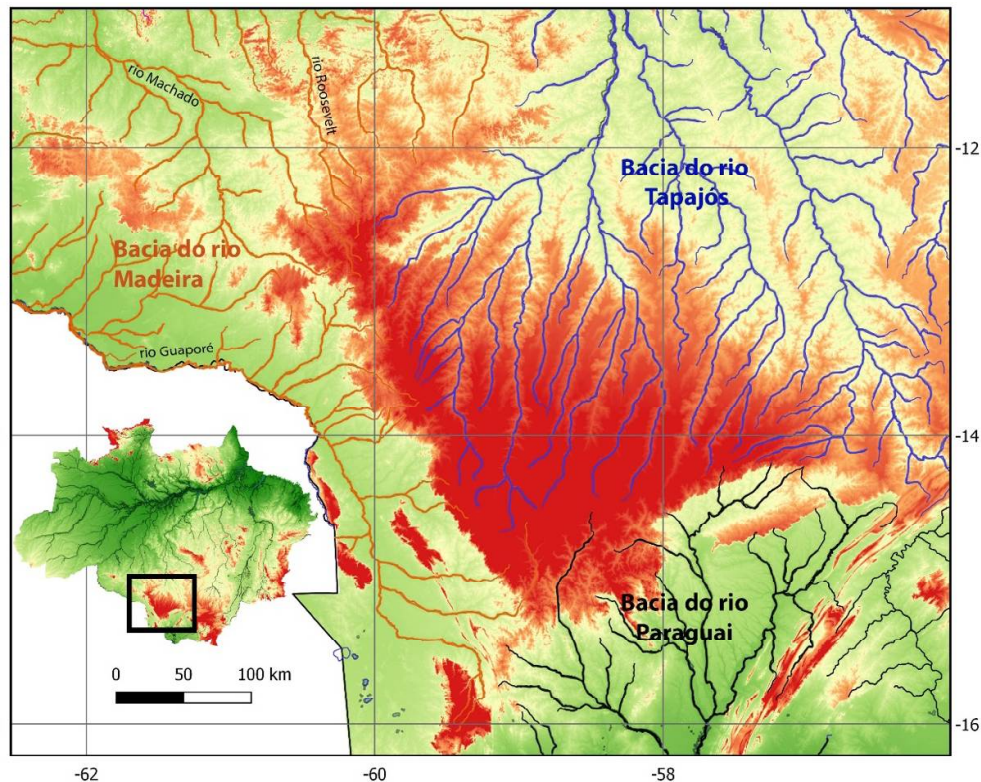 rio Machado
rio Roosevelt
-12
Bacia do rio
Tapajós
Bacia do rio
Madeira
rio Guaporé
-14
Bacia do rio
Paraguai
0 50 100 km
-16
-62 -60 -58